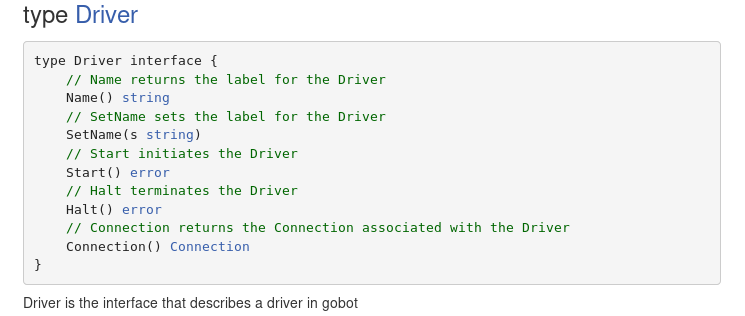 type Driver
type Driver interface {
    // Name returns the label for the Driver
    Name() string
    // SetName sets the label for the Driver
    SetName(s string)
    // Start initiates the Driver
    Start() error
    // Halt terminates the Driver
    Halt() error
    // Connection returns the Connection associated with the Driver
    Connection() Connection
}
Driver is the interface that describes a driver in gobot